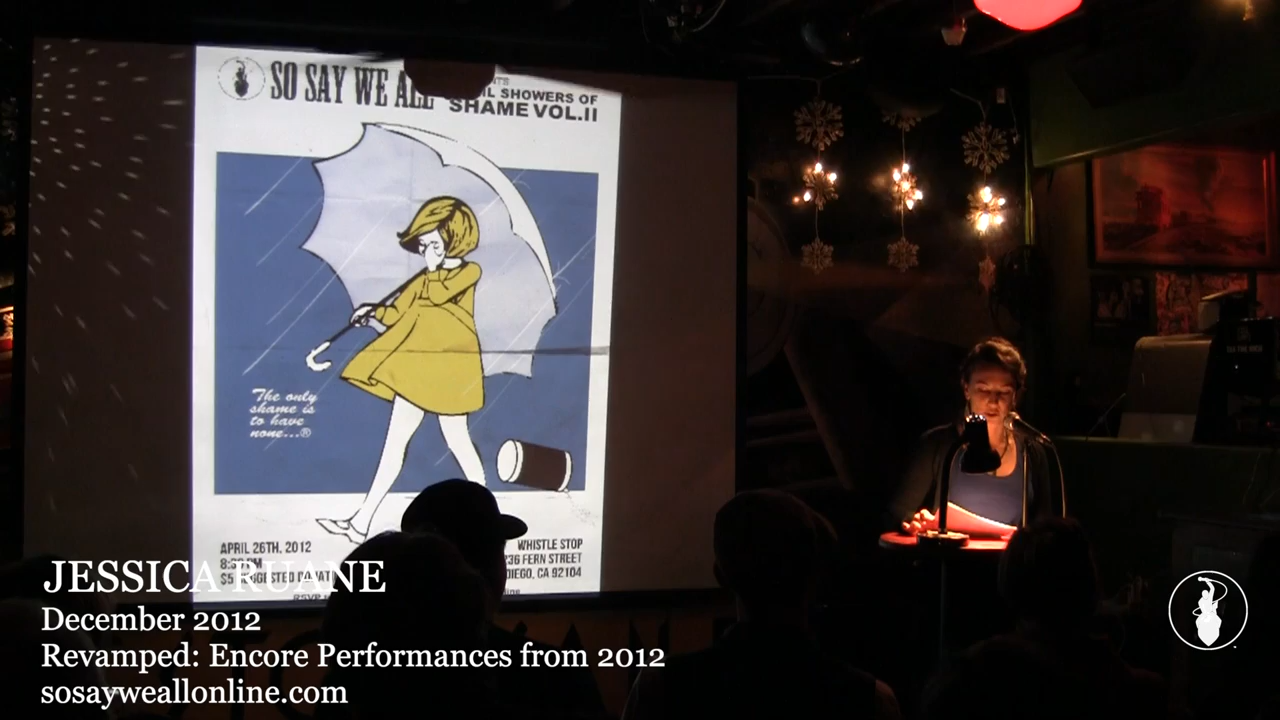 SO SAY WE ALL
SHOWERS OF
SHAME VOL.II
The only
shame is
to have
none...®
APRIL 26TH, 2012
WHISTLE STOP
FERN STREET
CA 92104
JESSICA RUANE
December 2012
Revamped: Encore Performances from 2012
sosayweallonline.com